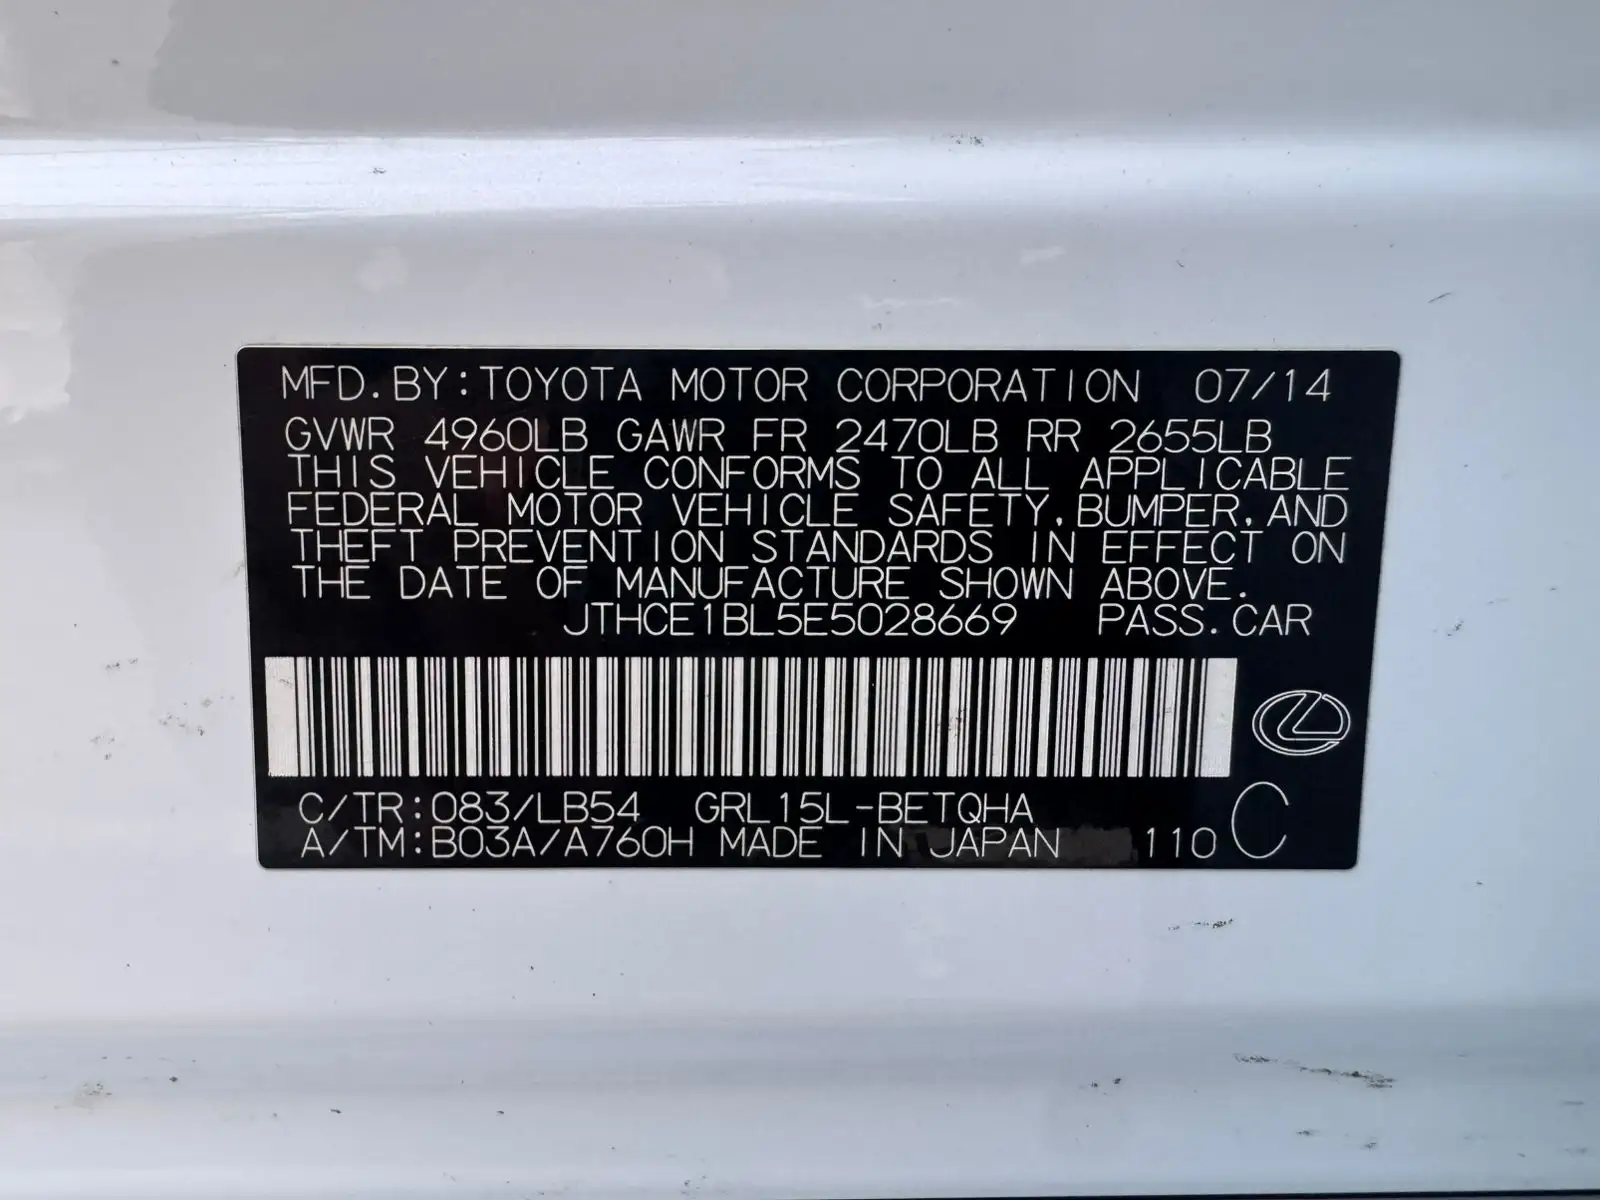 MFD.BY:TOYOTA MOTOR CORPORATION 07/14
GVWR 4960LB GAWR FR 2470LB RR 2655LB
THIS VEHICLE CONFORMS TO ALL APPLICABLE
FEDERAL MOTOR VEHICLE SAFETY,BUMPER,AND
THEFT PREVENTION STANDARDS IN EFFECT ON
THE DATE OF MANUFACTURE SHOWN ABOVE.
JTHCE1BL5E5028669 PASS.CAR
C/TR:083/LB54 GRL15L-BETQHA
A/TM:B03A/A760H MADE IN JAPAN 110 C